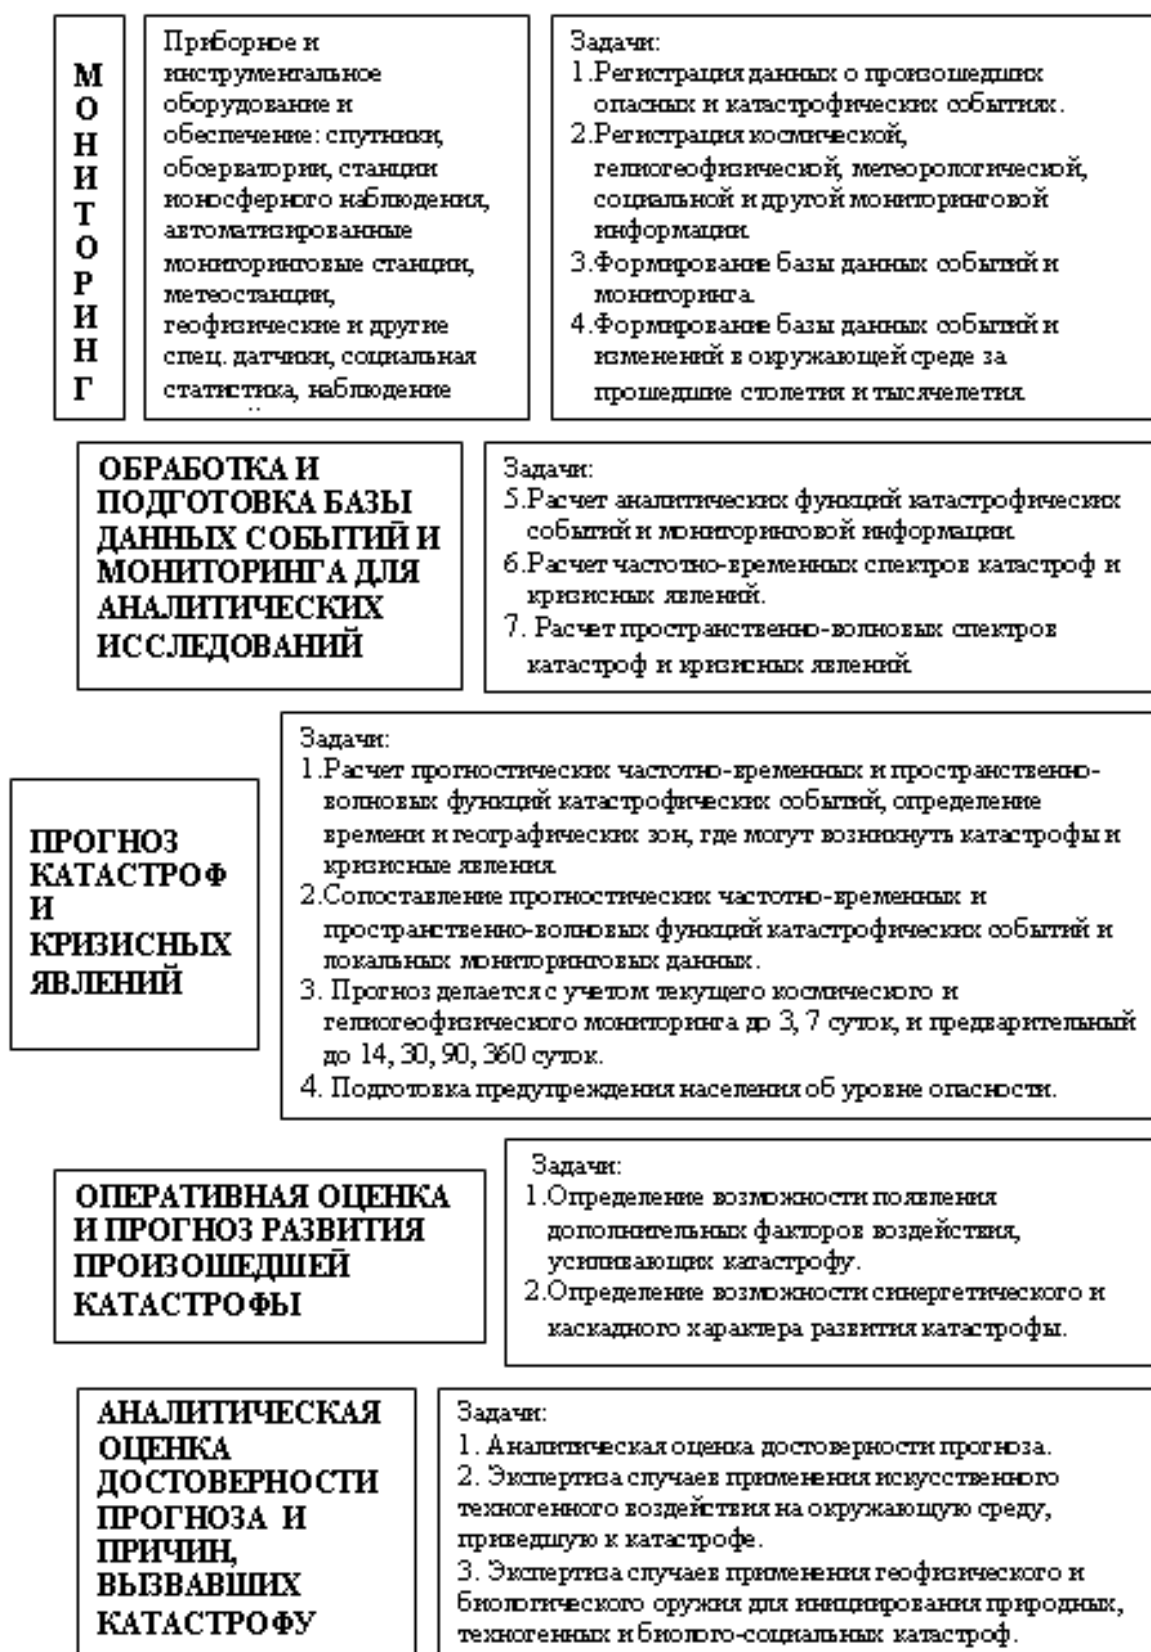 МОНИТОРИНГ
Приборное и
инструментальное
оборудование и
обеспечение: спутники,
обсерватории, станции
ионосферного наблюдения,
автоматизированные
мониторинговые станции,
метеостанции,
геофизические и другие
спец. датчики, социальная
статистика, наблюдение
Задачи:
1.Регистрация данных о произошедших
опасных и катастрофических событиях.
2.Регистрация космической,
гелиогеофизической, метеорологической,
социальной и другой мониторинговой
информации.
3.Формирование базы данных событий и
мониторинга.
4.Формирование базы данных событий и
изменений в окружающей среде за
прошедшие столетия и тысячелетия.
ОБРАБОТКА И
ПОДГОТОВКА БАЗЫ
ДАННЫХ СОБЫТИЙ И
МОНИТОРИНГА ДЛЯ
АНАЛИТИЧЕСКИХ
ИССЛЕДОВАНИЙ
Задачи:
5.Расчет аналитических функций катастрофических
событий и мониторинговой информации.
6.Расчет частотно-временных спектров катастроф и
кризисных явлений.
7. Расчет пространственно-волновых спектров
катастроф и кризисных явлений.
ПРОГНОЗ
КАТАСТРОФ
И
КРИЗИСНЫХ
ЯВЛЕНИЙ
Задачи:
1.Расчет прогностических частотно-временных и пространственно-
волновых функций катастрофических событий, определение
времени и географических зон, где могут возникнуть катастрофы и
кризисные явления.
2.Сопоставление прогностических частотно-временных и
пространственно-волновых функций катастрофических событий и
локальных мониторинговых данных.
3. Прогноз делается с учетом текущего космического и
гелиогеофизического мониторинга до 3, 7 суток, и предварительный
до 14, 30, 90, 360 суток.
4. Подготовка предупреждения населения об уровне опасности.
ОПЕРАТИВНАЯ ОЦЕНКА
И ПРОГНОЗ РАЗВИТИЯ
ПРОИЗОШЕДШЕЙ
КАТАСТРОФЫ
Задачи:
1.Определение возможности появления
дополнительных факторов воздействия,
усиливающих катастрофу.
2.Определение возможности синергетического и
каскадного характера развития катастрофы.
АНАЛИТИЧЕСКАЯ
ОЦЕНКА
ДОСТОВЕРНОСТИ
ПРОГНОЗА И
ПРИЧИН,
ВЫЗВАВШИХ
КАТАСТРОФУ
Задачи:
1. Аналитическая оценка достоверности прогноза.
2. Экспертиза случаев применения искусственного
техногенного воздействия на окружающую среду,
приведшую к катастрофе.
3. Экспертиза случаев применения геофизического и
биологического оружия для инициирования природных,
техногенных и биолого-социальных катастроф.